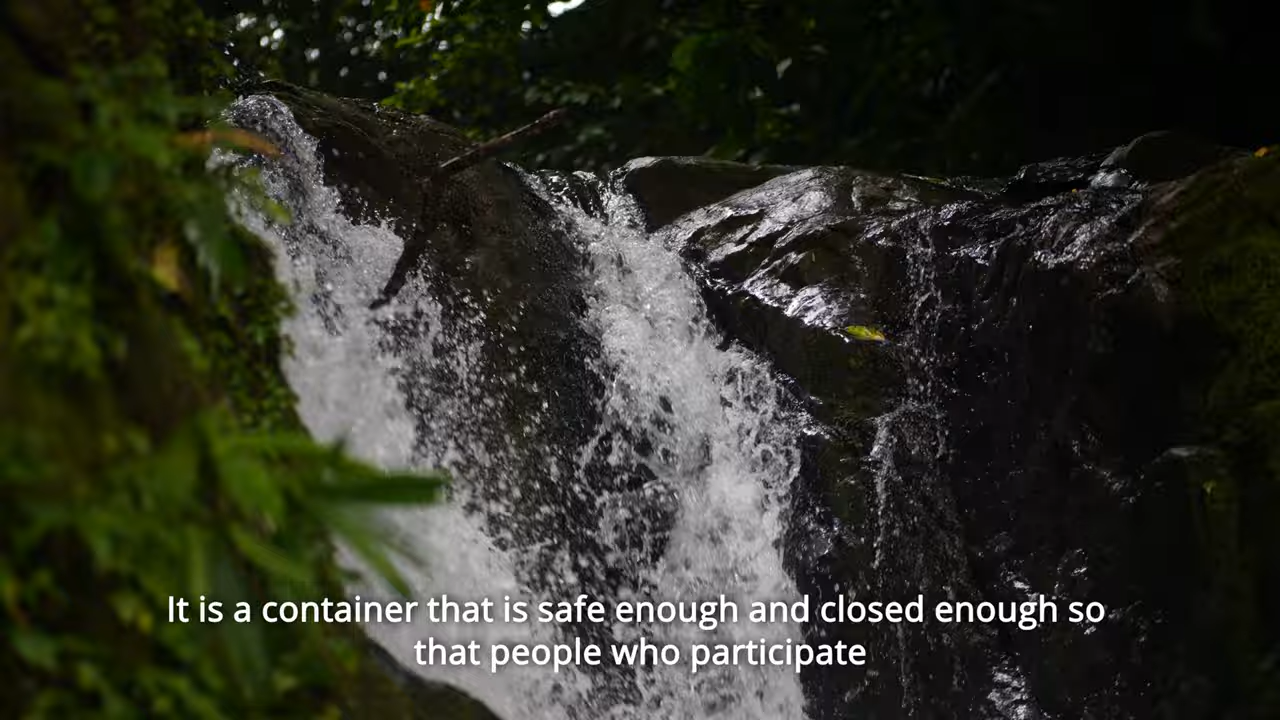 It is a container that is safe enough and closed enough so
that people who participate